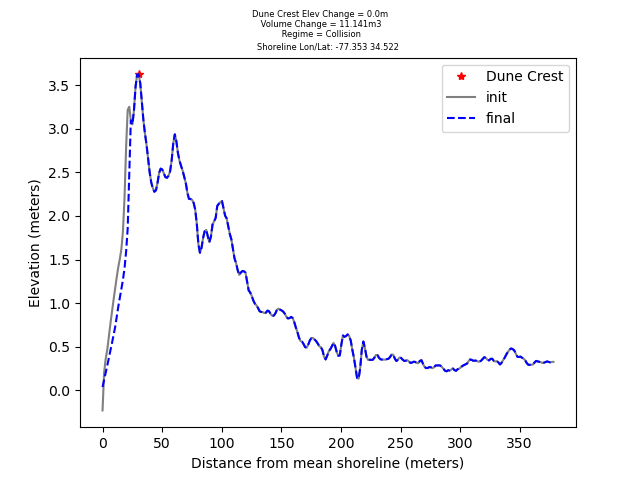 Dune Crest Elev Change = 0.0m
Volume Change = 11.141m3
Regime = Collision
Shoreline Lon/Lat: -77.353 34.522
Dune Crest
init
final
Elevation (meters)
3.5
3.0
2.5
2.0
1.5
1.0
0.5
0.0
0 50 100 150 200 250 300 350
Distance from mean shoreline (meters)